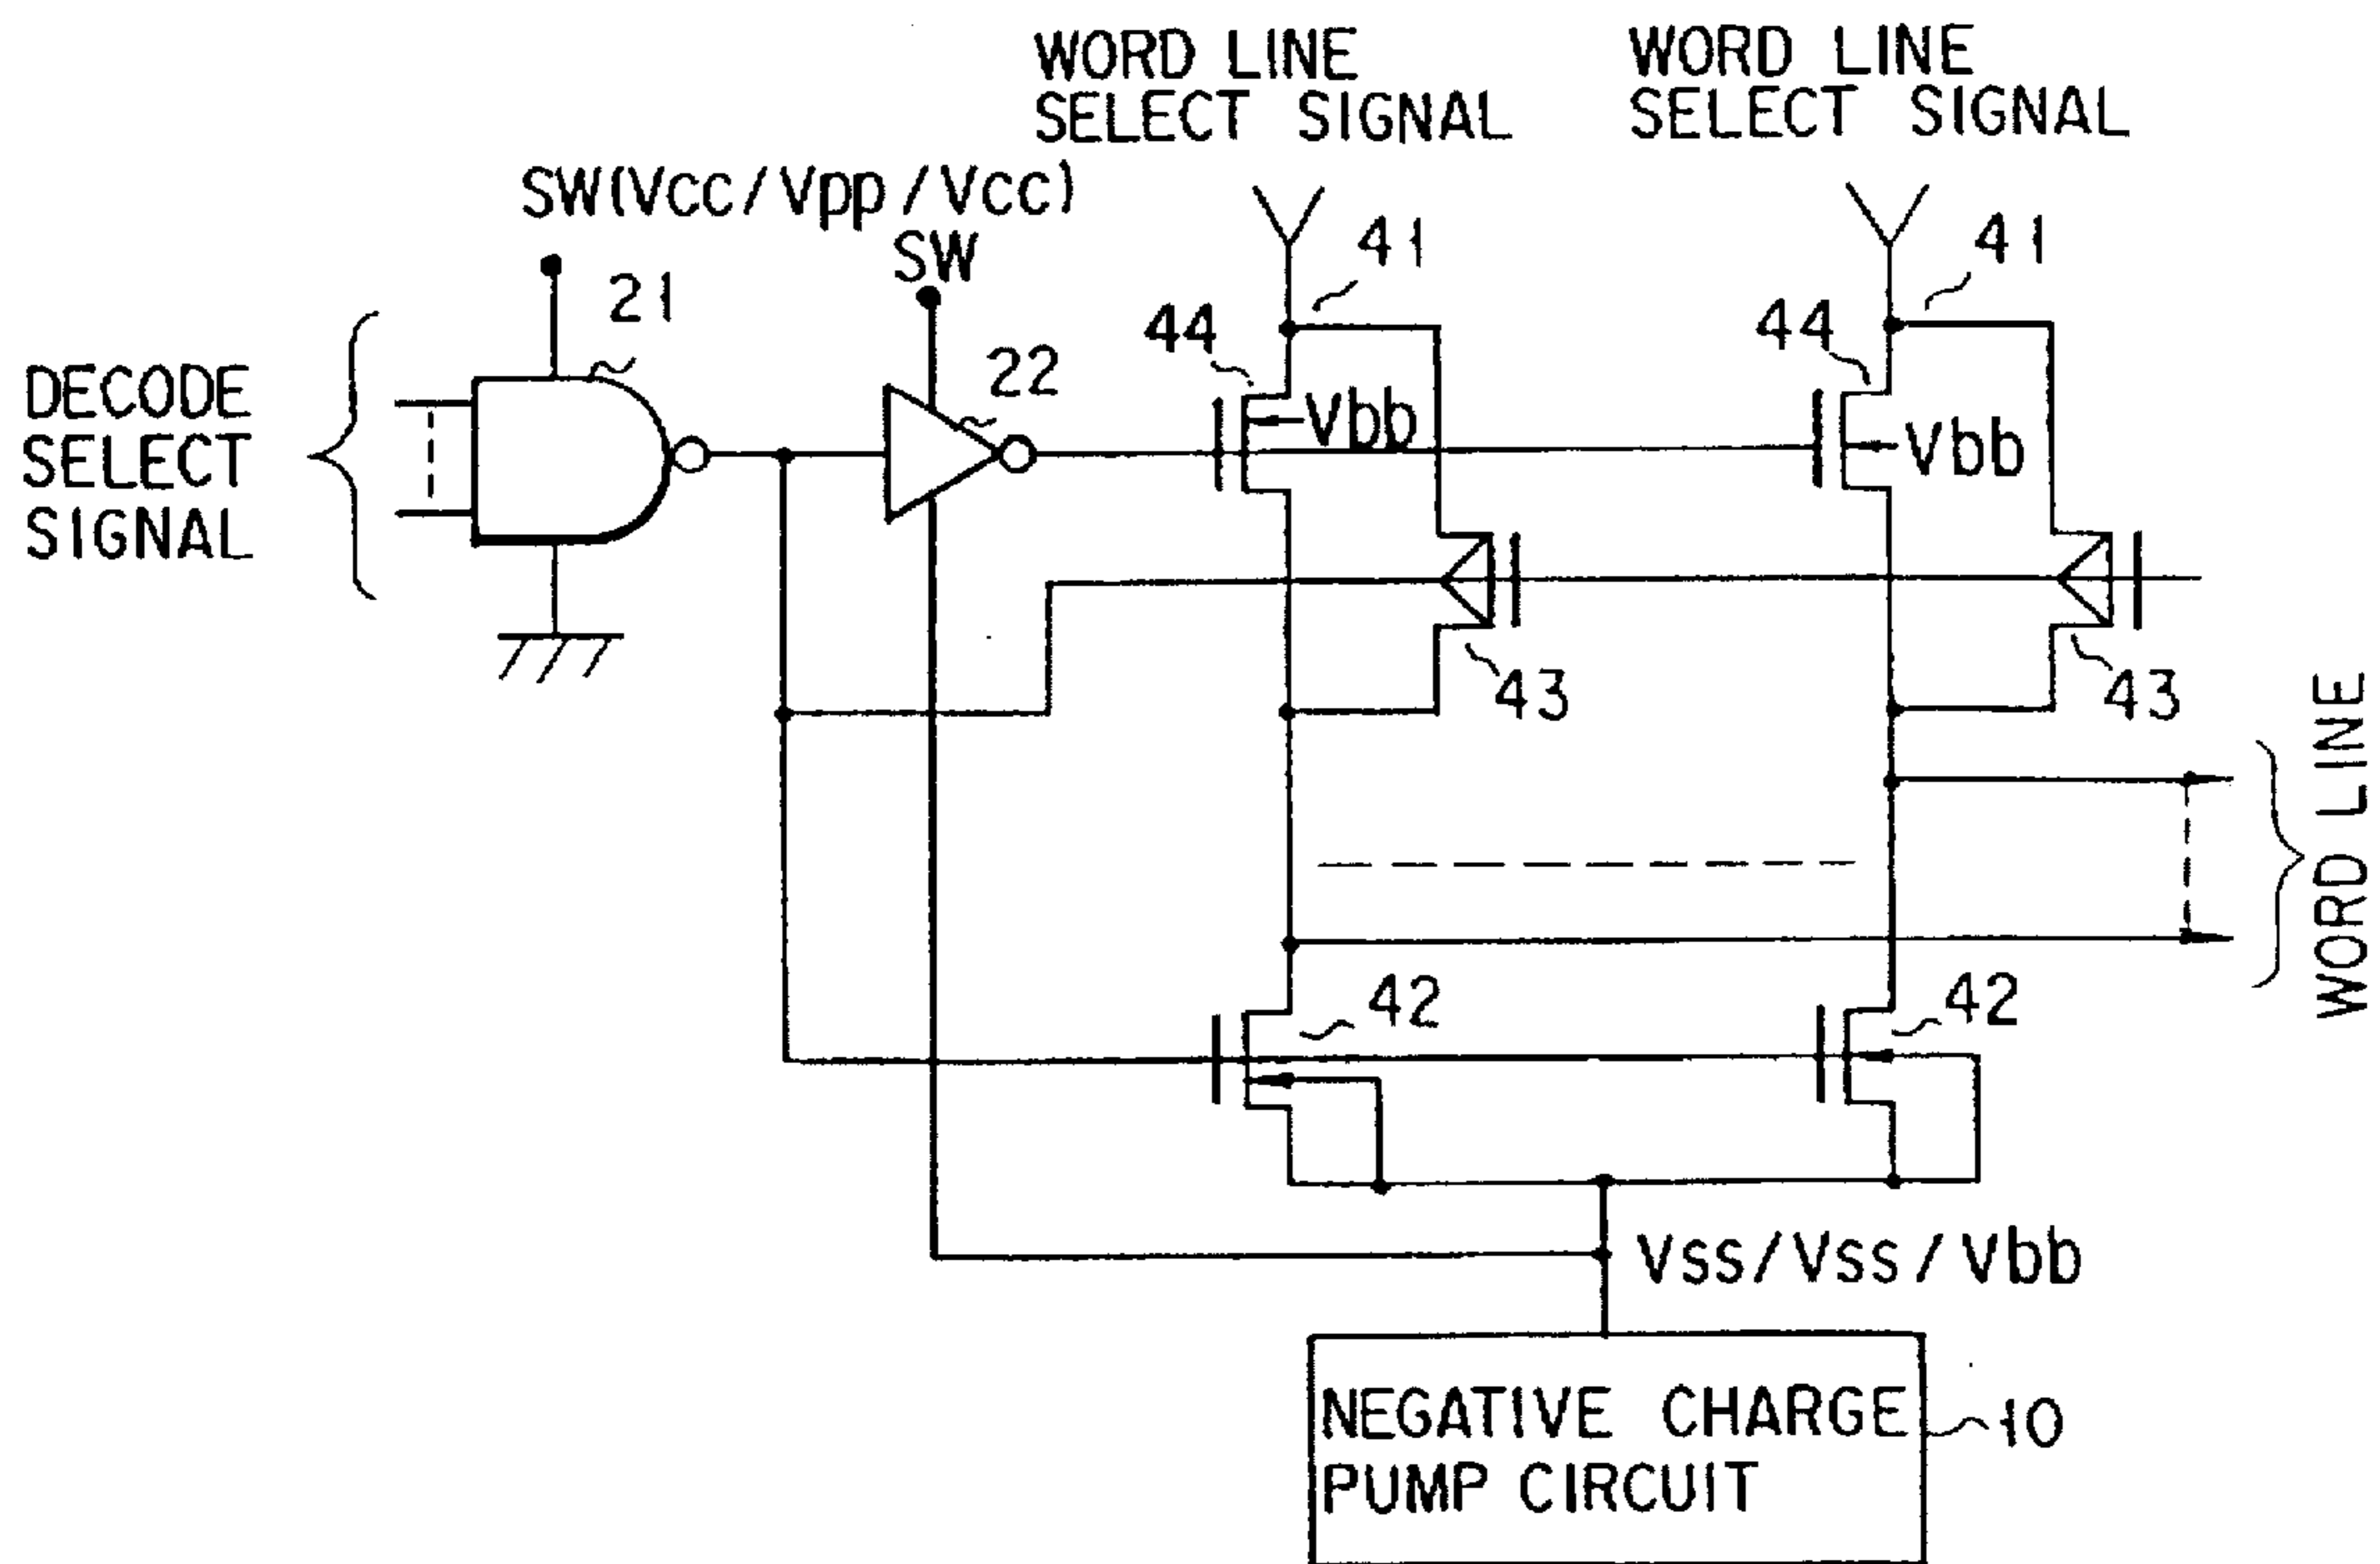 WORD LINE
SELECT SIGNAL
WORD LINE
SELECT SIGNAL
SW(Vcc/Vpp/Vcc)
SW
21
22
41
41
44
44
Vbb
Vbb
DECODE
SELECT
SIGNAL
43
43
WORD LINE
42
42
Vss/Vss/Vbb
NEGATIVE CHARGE
PUMP CIRCUIT
10